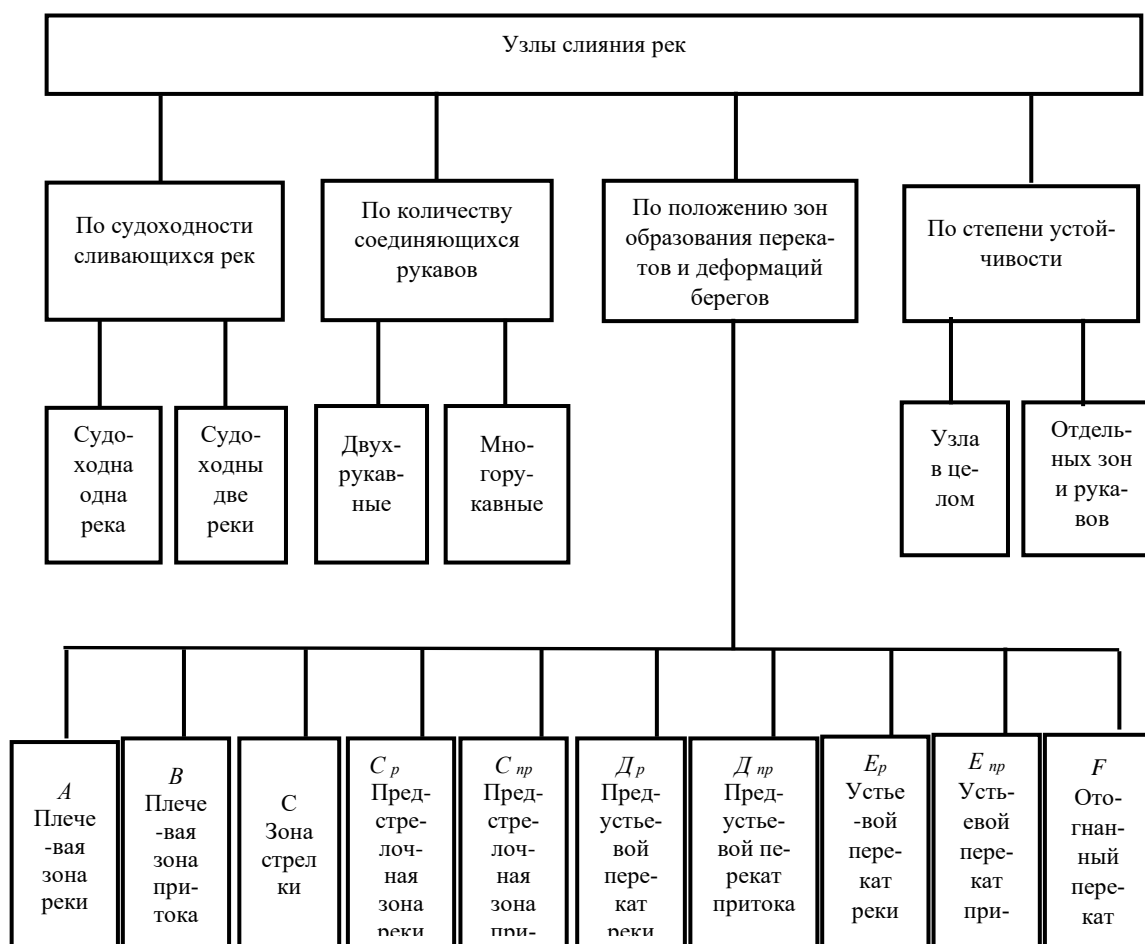 Узлы слияния рек
По судоходности
сливающихся рек
По количеству
соединяющихся
рукавов
По положению зон
образования перека-
тов и деформаций
берегов
По степени устой-
чивости
Судо-
ходна
одна
река
Судо-
ходны
две
реки
Двух-
рукав-
ные
Мно-
гору-
кавные
Узла
в це-
лом
Отдель-
ных зон
и рука-
вов
A
Плече
-вая
зона
реки
B
Плече
-вая
зона
при-
тока
С
Зона
стрел
ки
С р
Пред-
стре-
лоч-
ная
зона
реки
С пр
Пред-
стре-
лоч-
ная
зона
при-
Д р
Пред-
устье-
вой
пере-
кат
реки
Д пр
Пред-
устье-
вой пе-
рекат
притока
Ер
Устье
-вой
пере-
кат
реки
Е пр
Усть-
евой
пере-
кат
при-
F
Ото-
гнан-
ный
пере-
кат